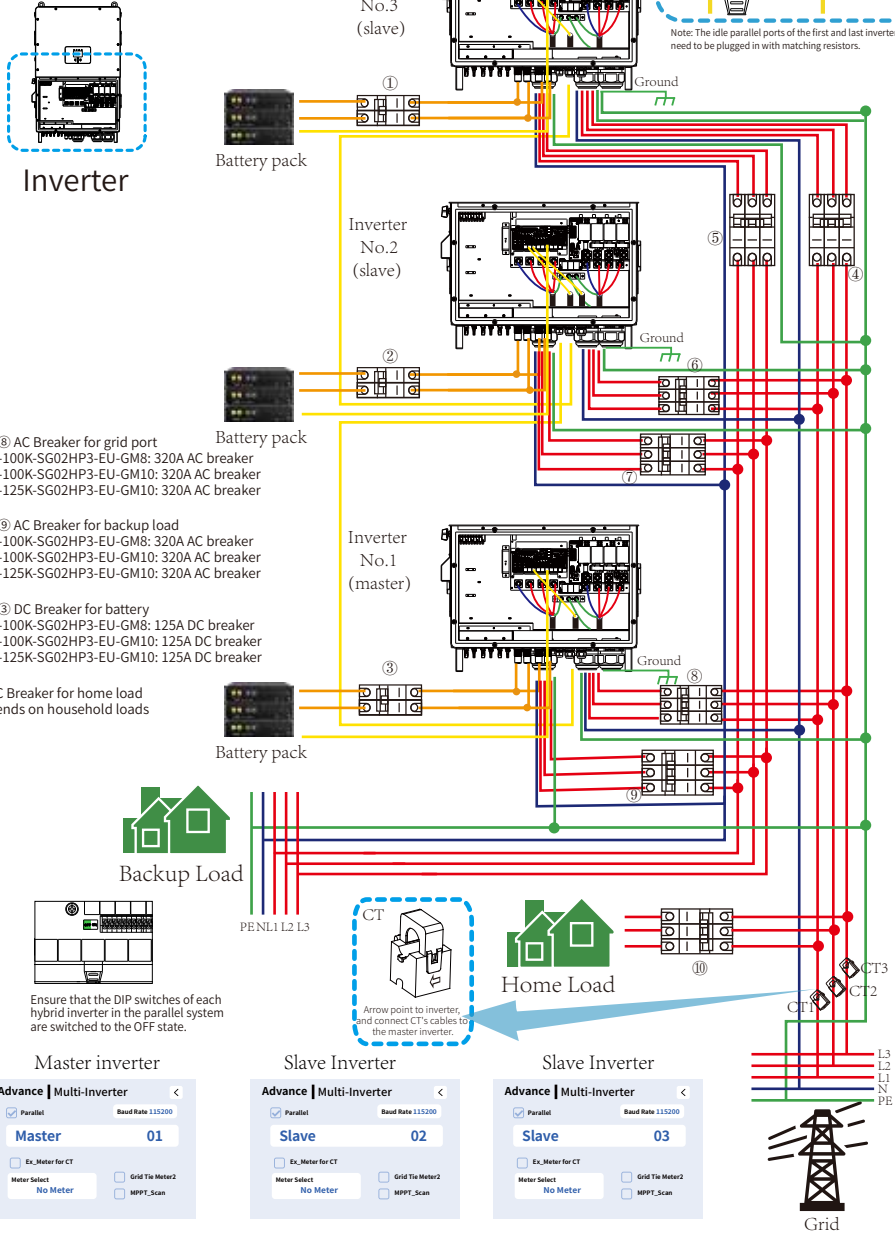 No.3
(slave)
Note: The idle parallel ports of the first and last inverter
need to be plugged in with matching resistors.
Ground
①
Battery pack
Inverter
Inverter
No.2
(slave)
⑤
④
Ground
②
⑥
Battery pack
⑦
⑧ AC Breaker for grid port
-100K-SG02HP3-EU-GM8: 320A AC breaker
-100K-SG02HP3-EU-GM10: 320A AC breaker
-125K-SG02HP3-EU-GM10: 320A AC breaker
⑨ AC Breaker for backup load
-100K-SG02HP3-EU-GM8: 320A AC breaker
-100K-SG02HP3-EU-GM10: 320A AC breaker
-125K-SG02HP3-EU-GM10: 320A AC breaker
③ DC Breaker for battery
-100K-SG02HP3-EU-GM8: 125A DC breaker
-100K-SG02HP3-EU-GM10: 125A DC breaker
-125K-SG02HP3-EU-GM10: 125A DC breaker
C Breaker for home load
ends on household loads
Inverter
No.1
(master)
Ground
③
⑧
Battery pack
⑨
Backup Load
PE N L1 L2 L3
CT
Arrow point to inverter,
and connect CT's cables to
the master inverter.
Home Load
⑩
CT3
CT2
CT1
Ensure that the DIP switches of each
hybrid inverter in the parallel system
are switched to the OFF state.
L3
L2
L1
N
PE
Grid
Master inverter
Advance | Multi-Inverter <
Parallel Baud Rate 115200
Master 01
Ex_Meter for CT
Meter Select
No Meter
Grid Tie Meter2
MPPT_Scan
Slave Inverter
Advance | Multi-Inverter <
Parallel Baud Rate 115200
Slave 02
Ex_Meter for CT
Meter Select
No Meter
Grid Tie Meter2
MPPT_Scan
Slave Inverter
Advance | Multi-Inverter <
Parallel Baud Rate 115200
Slave 03
Ex_Meter for CT
Meter Select
No Meter
Grid Tie Meter2
MPPT_Scan